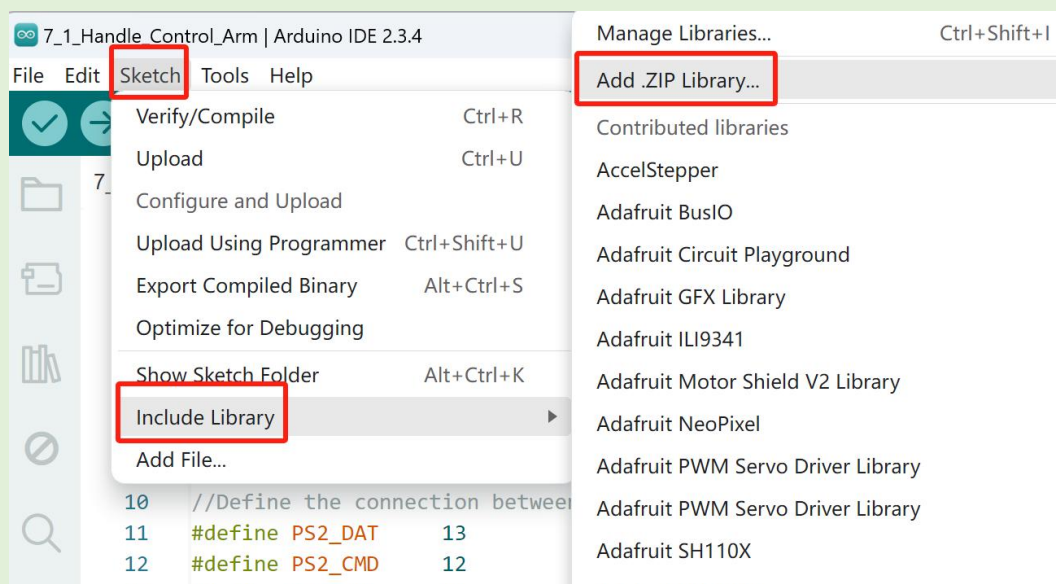 7_1_Handle_Control_Arm | Arduino IDE 2.3.4
File Edit Sketch Tools Help
7_
Verify/Compile Ctrl+R
Upload Ctrl+U
Configure and Upload
Upload Using Programmer Ctrl+Shift+U
Export Compiled Binary Alt+Ctrl+S
Optimize for Debugging
Show Sketch Folder Alt+Ctrl+K
Include Library
Add File...
10 //Define the connection between
11 #define PS2_DAT 13
12 #define PS2_CMD 12
Manage Libraries... Ctrl+Shift+I
Add .ZIP Library...
Contributed libraries
AccelStepper
Adafruit BusIO
Adafruit Circuit Playground
Adafruit GFX Library
Adafruit ILI9341
Adafruit Motor Shield V2 Library
Adafruit NeoPixel
Adafruit PWM Servo Driver Library
Adafruit PWM Servo Driver Library
Adafruit SH110X